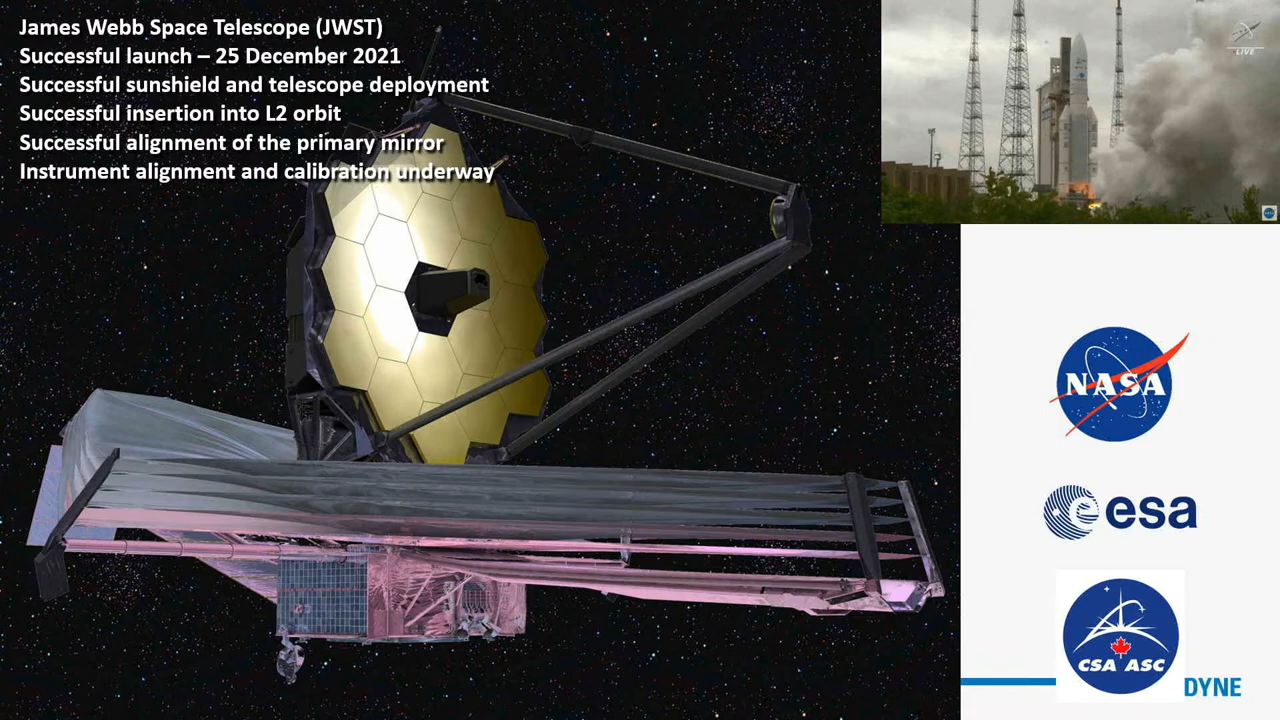 James Webb Space Telescope (JWST)
Successful launch – 25 December 2021
Successful sunshield and telescope deployment
Successful insertion into L2 orbit
Successful alignment of the primary mirror
Instrument alignment and calibration underway
LIVE
NASA
esa
CSA ASC
DYNE